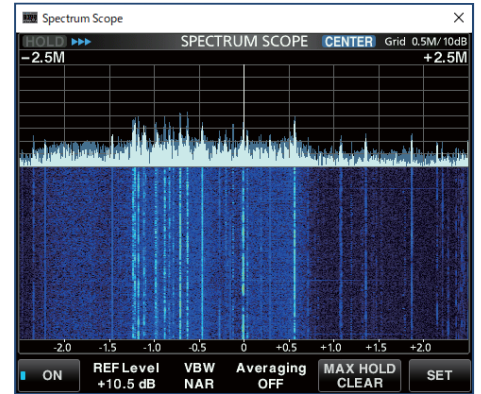 Spectrum Scope
HOLD SPECTRUM SCOPE CENTER Grid 0.5M/10dB
-2.5M +2.5M
-2.0 -1.5 -1.0 -0.5 0 +0.5 +1.0 +1.5 +2.0
ON REF Level VBW Averaging MAX HOLD SET
+10.5 dB NAR OFF CLEAR